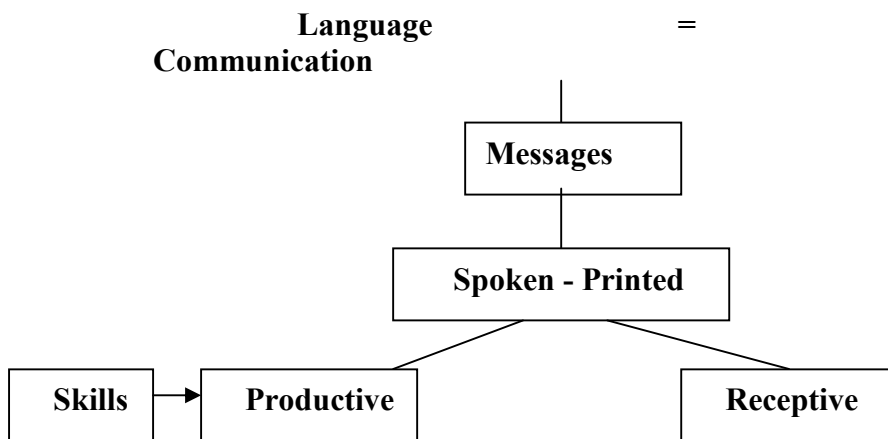 Language =
Communication
Messages
Spoken - Printed
Skills Productive Receptive